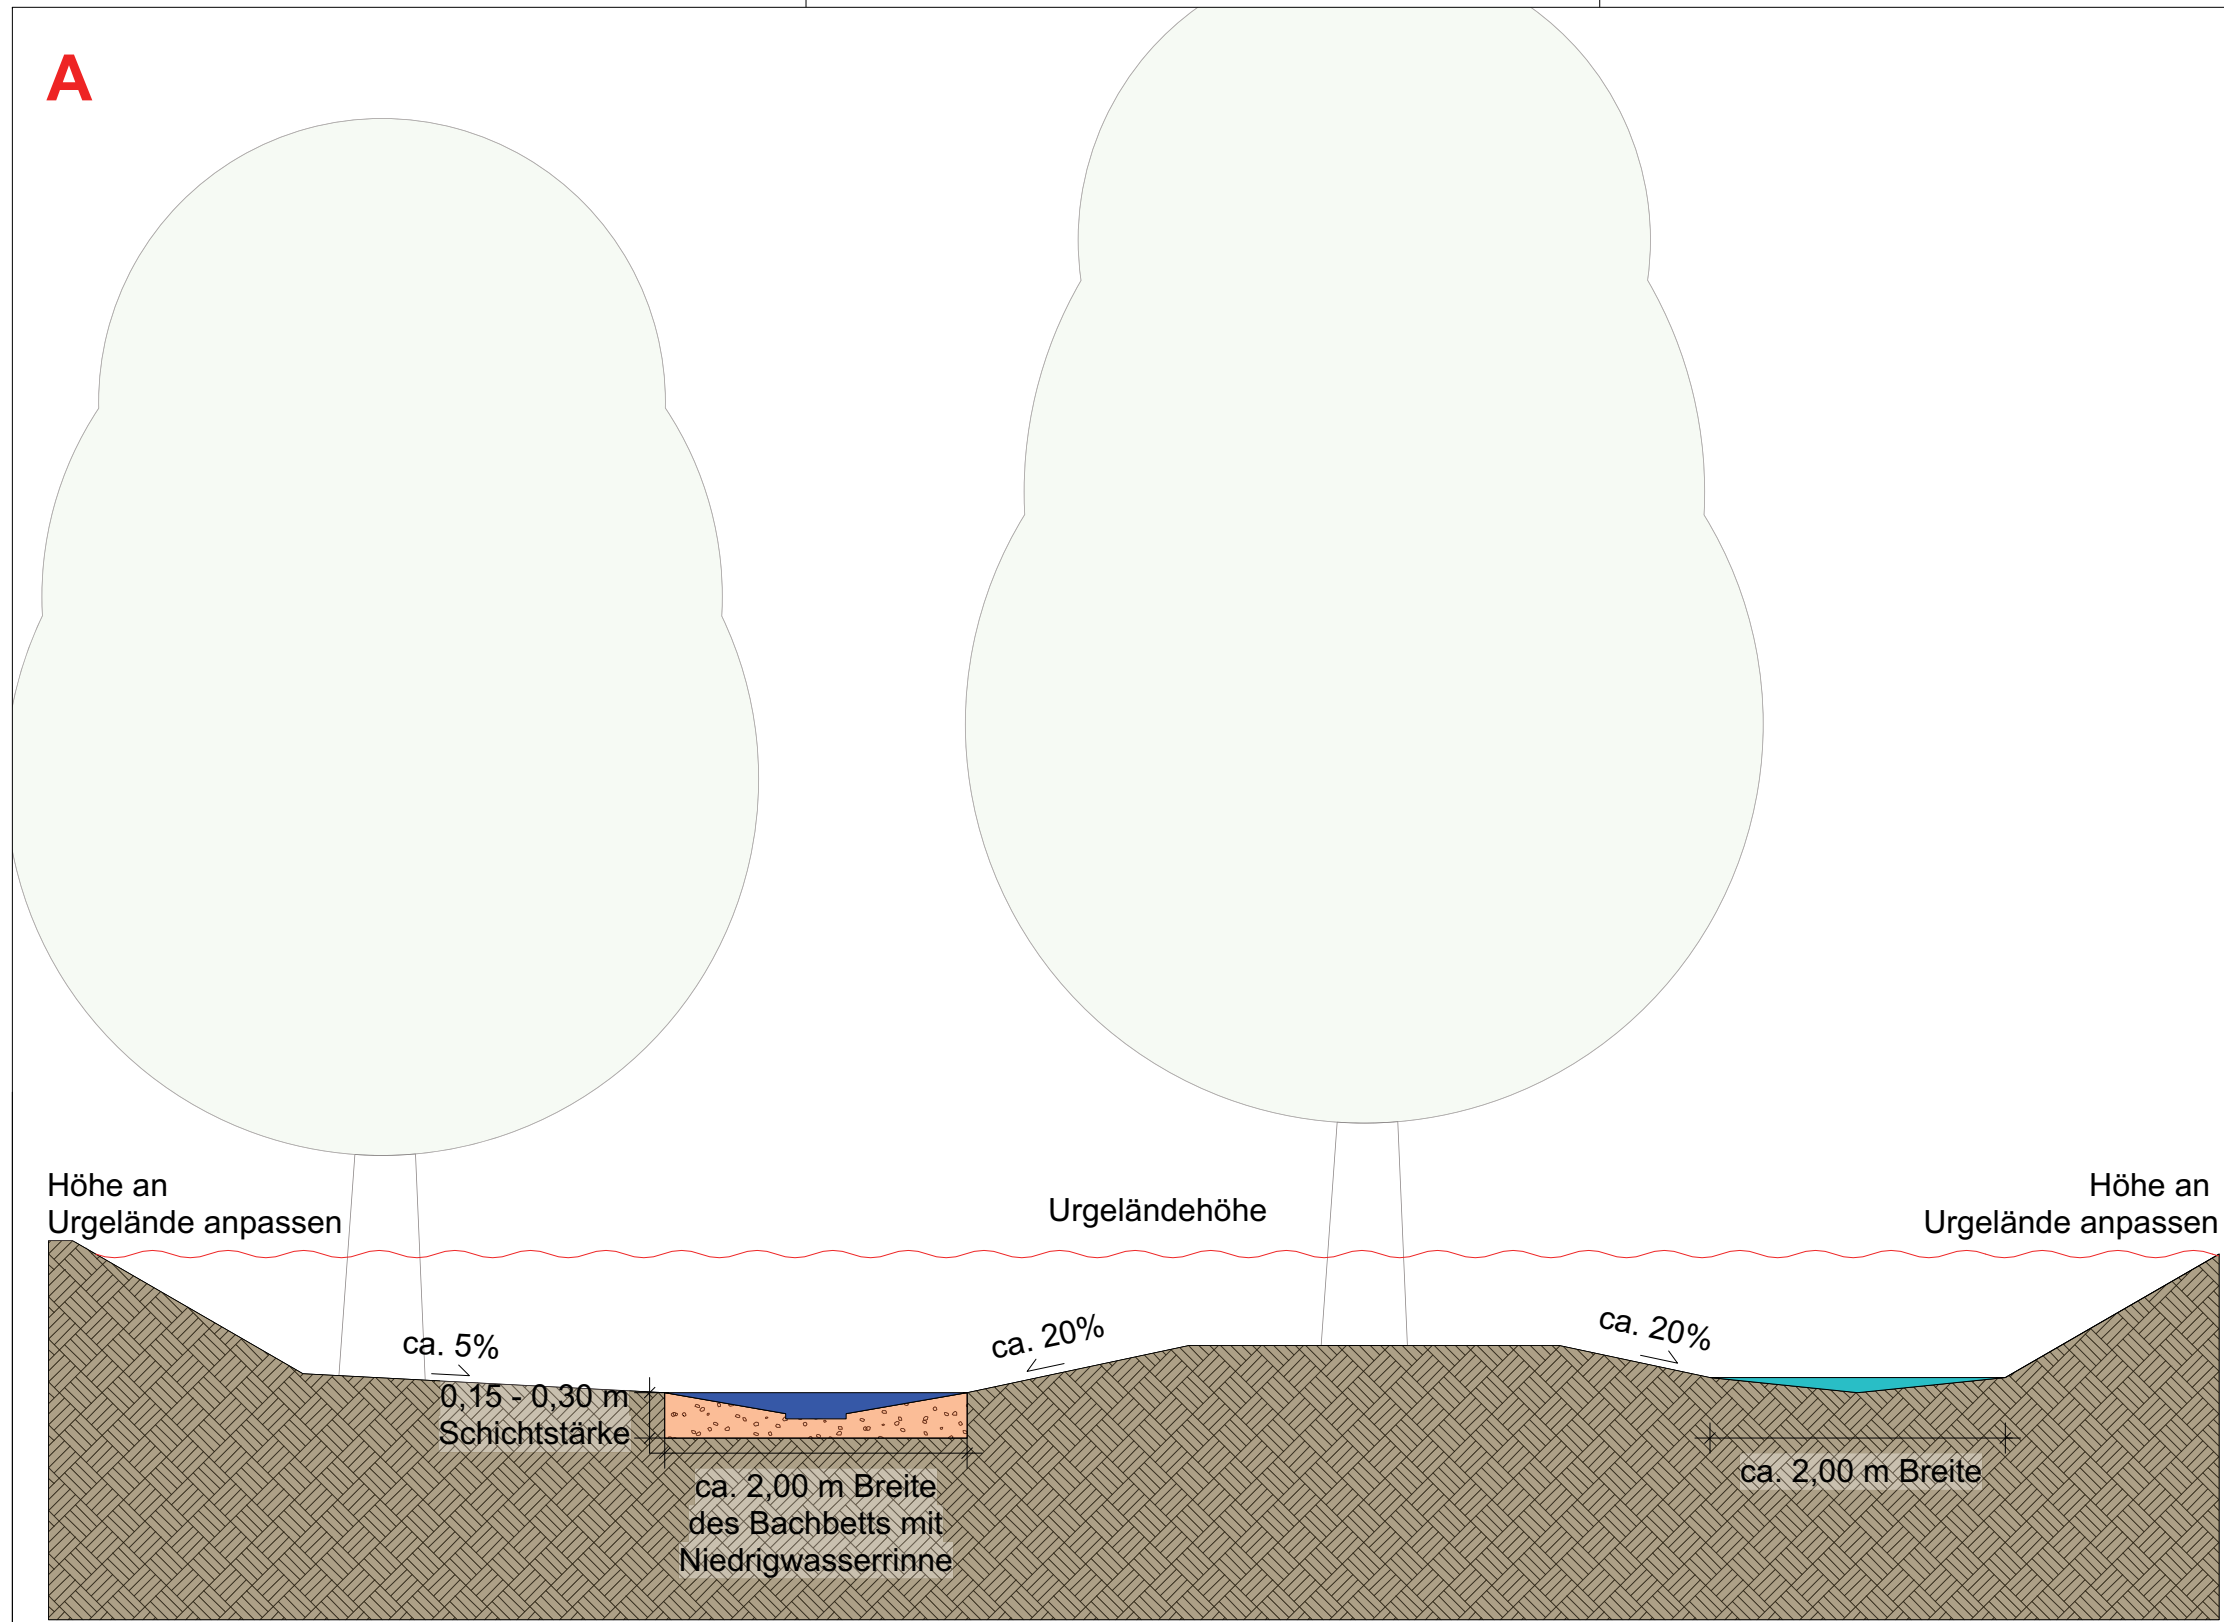 A
Höhe an
Urgelände anpassen
Urgeländehöhe
Höhe an
Urgelände anpassen
ca. 5%
ca. 20%
ca. 20%
0,15 - 0,30 m
Schichtstärke
ca. 2,00 m Breite
des Bachbetts mit
Niedrigwasserrinne
ca. 2,00 m Breite